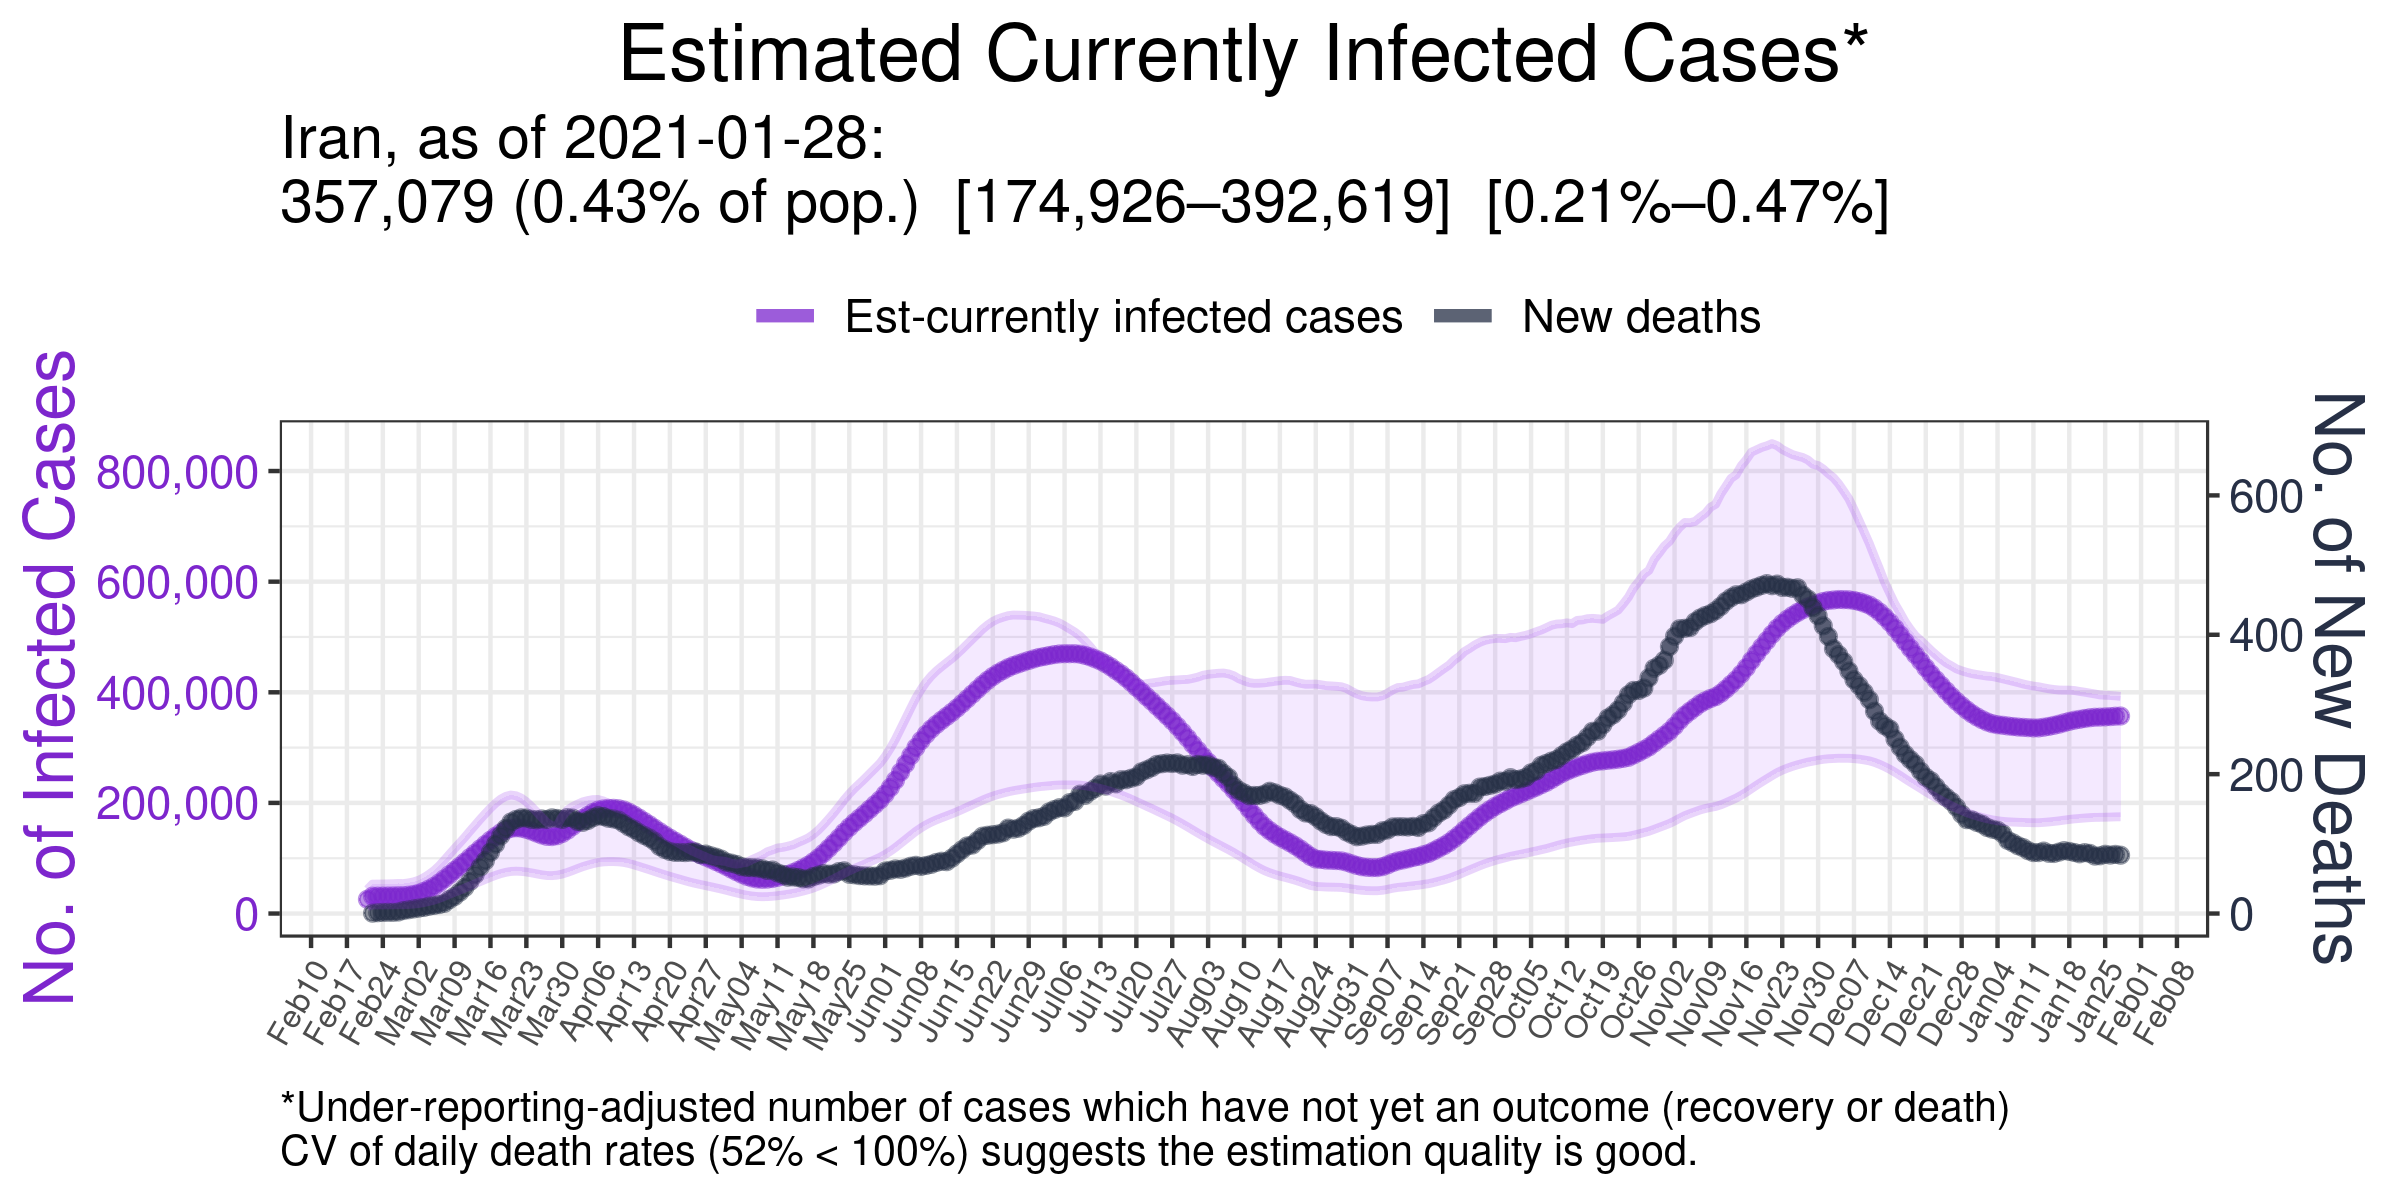 Estimated Currently Infected Cases*
Iran, as of 2021-01-28:
357,079 (0.43% of pop.)  [174,926–392,619]  [0.21%–0.47%]
Est-currently infected cases
New deaths
No. of Infected Cases
800,000
600,000
400,000
200,000
0
600
400
200
0
No. of New Deaths
Feb10
Feb17
Feb24
Mar02
Mar09
Mar16
Mar23
Mar30
Apr06
Apr13
Apr20
Apr27
May04
May11
May18
May25
Jun01
Jun08
Jun15
Jun22
Jun29
Jul06
Jul13
Jul20
Jul27
Aug03
Aug10
Aug17
Aug24
Aug31
Sep07
Sep14
Sep21
Sep28
Oct05
Oct12
Oct19
Oct26
Nov02
Nov09
Nov16
Nov23
Nov30
Dec07
Dec14
Dec21
Dec28
Jan04
Jan11
Jan18
Jan25
Feb01
Feb08
*Under-reporting-adjusted number of cases which have not yet an outcome (recovery or death)
CV of daily death rates (52% < 100%) suggests the estimation quality is good.